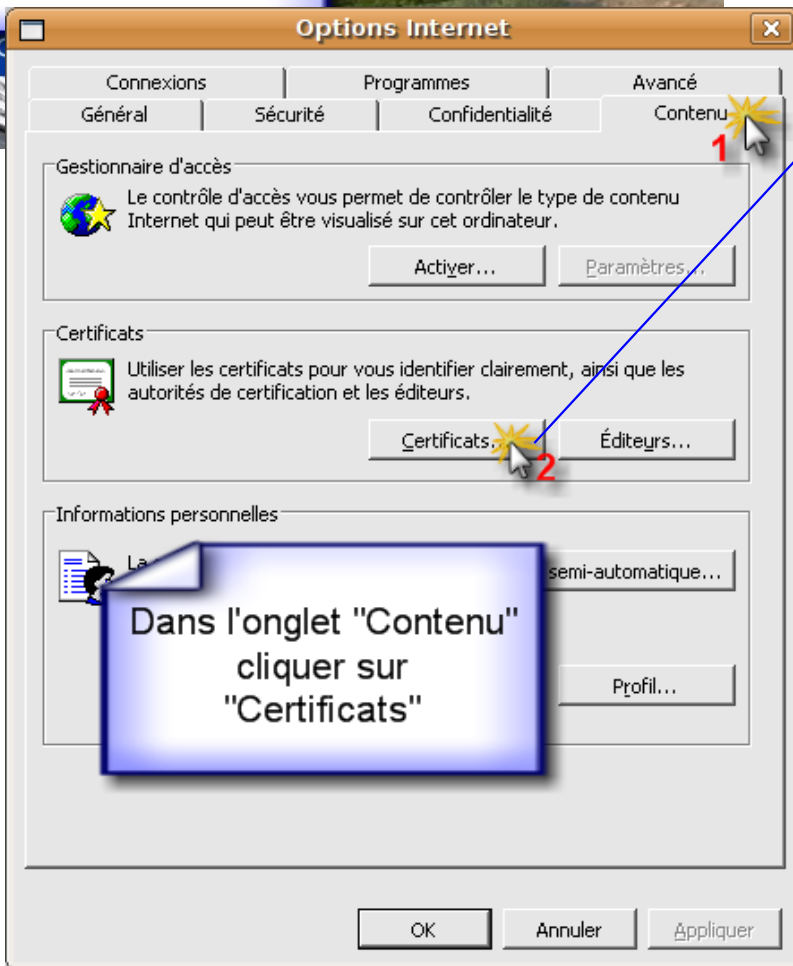 Options Internet
Connexions Programmes Avancé
Général Sécurité Confidentialité Contenu
1
Gestionnaire d'accès
Le contrôle d'accès vous permet de contrôler le type de contenu
Internet qui peut être visualisé sur cet ordinateur.
Activer... Paramètres...
Certificats
Utiliser les certificats pour vous identifier clairement, ainsi que les
autorités de certification et les éditeurs.
Certificats... Éditeurs...
2
Informations personnelles
La
semi-automatique...
Dans l'onglet "Contenu"
cliquer sur
"Certificats"
Profil...
OK Annuler Appliquer